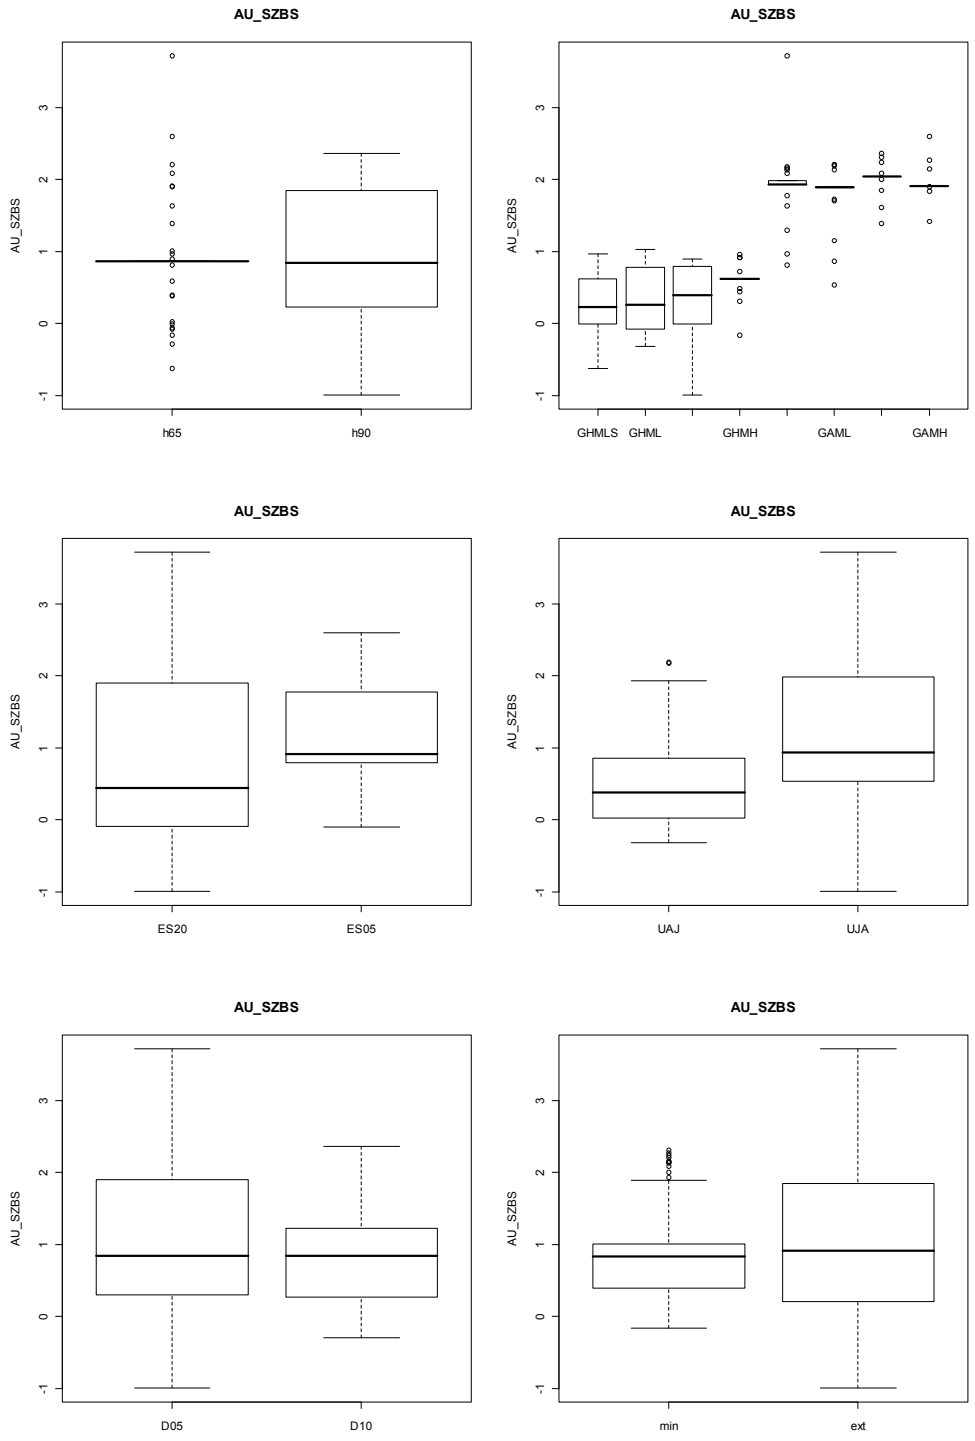 AU_SZBS
AU_SZBS
3
2
1
0
-1
h65 h90
AU_SZBS
AU_SZBS
3
2
1
0
-1
GHMLS GHML GHMH GAML GAMH
AU_SZBS
AU_SZBS
3
2
1
0
-1
ES20 ES05
AU_SZBS
AU_SZBS
3
2
1
0
-1
UAJ UJA
AU_SZBS
AU_SZBS
3
2
1
0
-1
D05 D10
AU_SZBS
AU_SZBS
3
2
1
0
-1
min ext